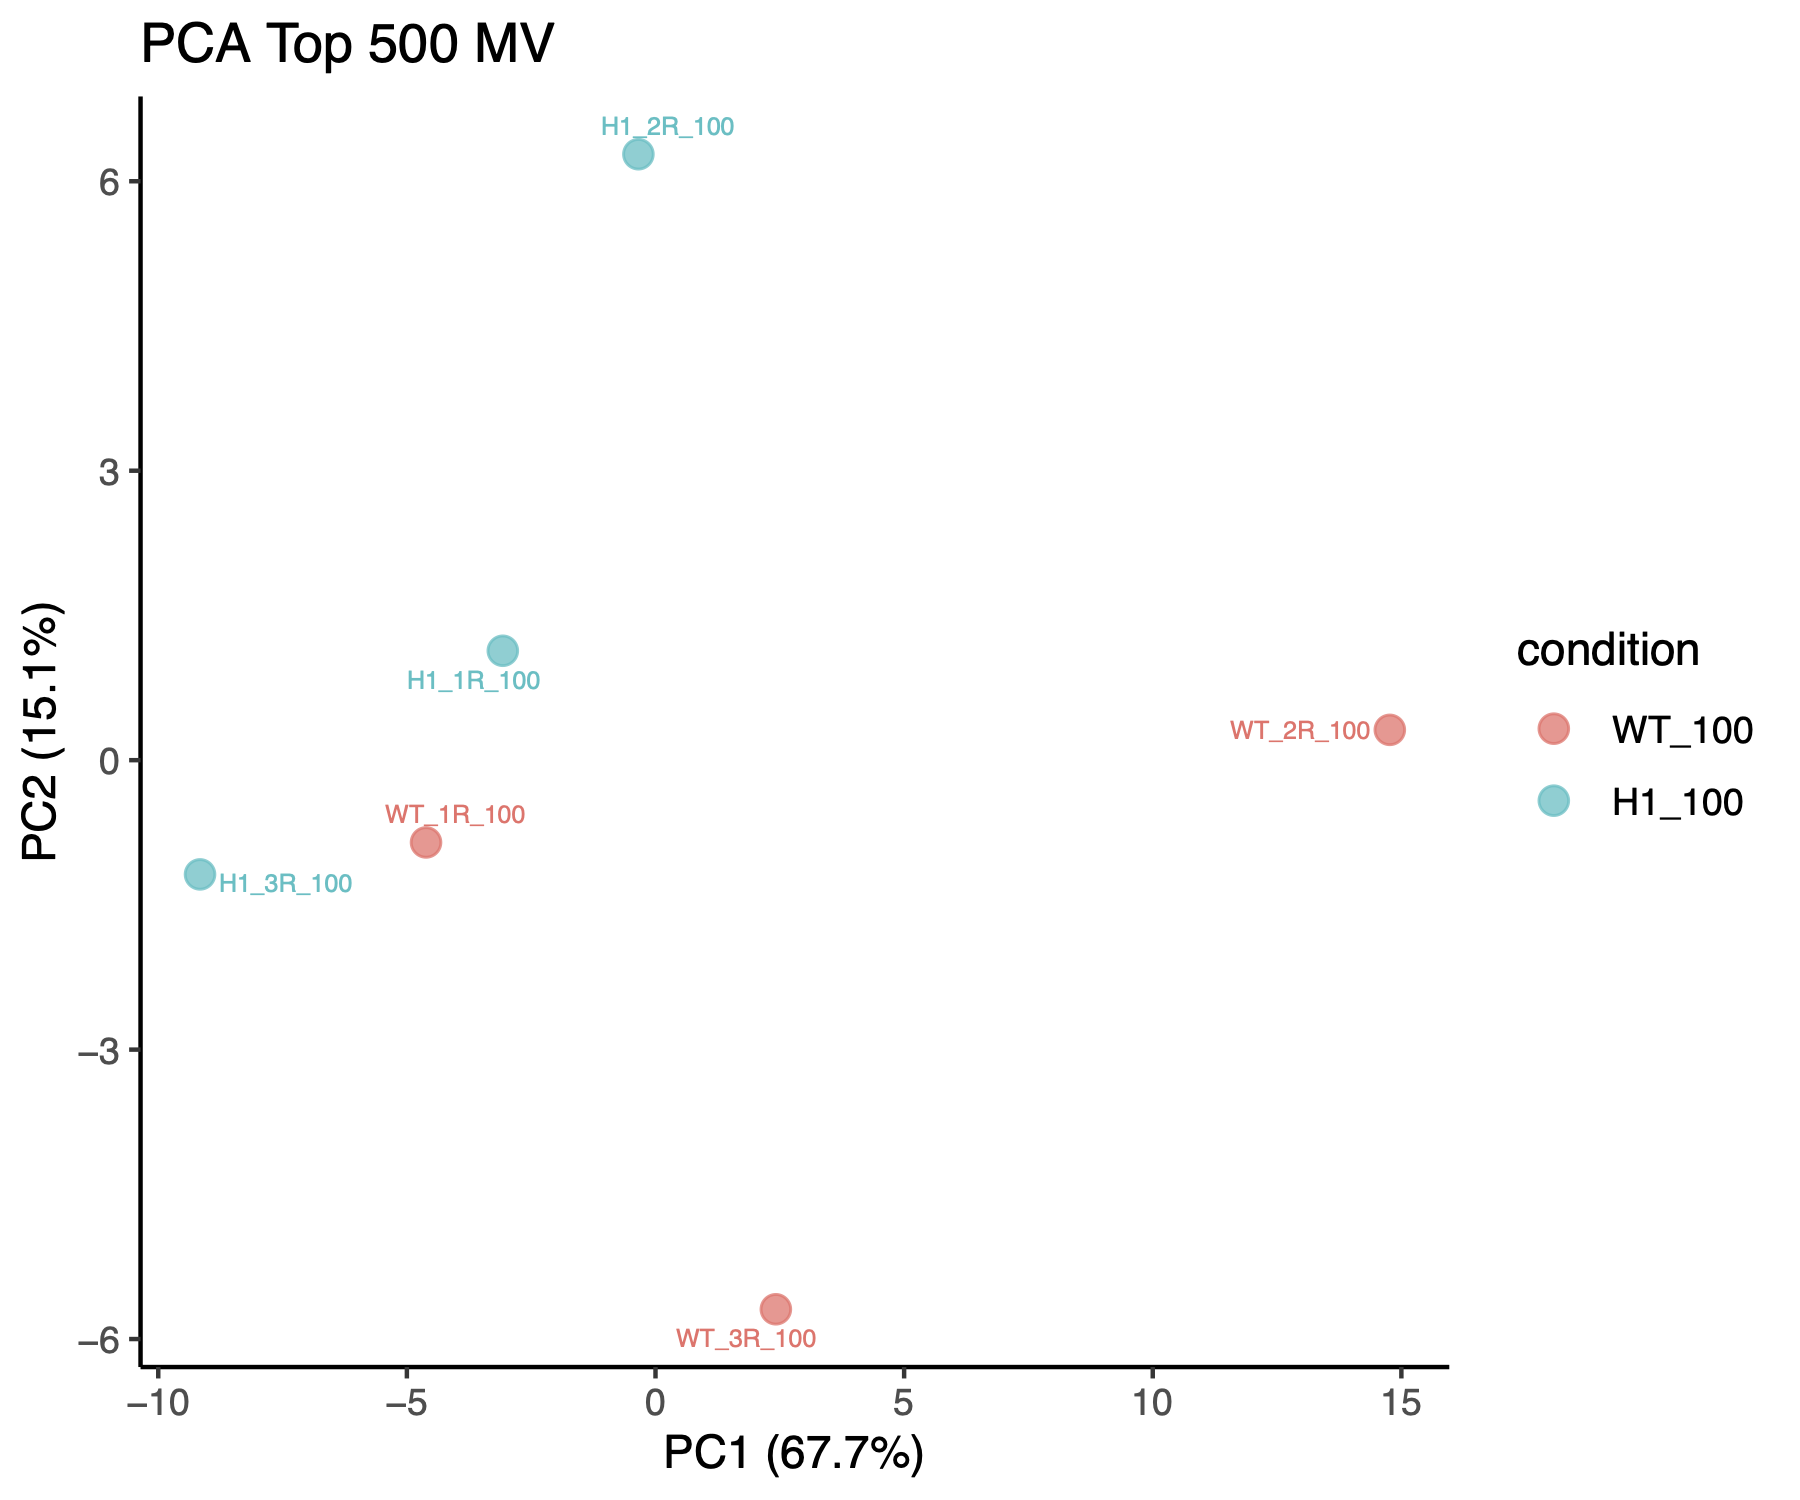 PCA Top 500 MV
H1_2R_100
6
3
H1_1R_100
WT_2R_100
0
WT_1R_100
H1_3R_100
−3
WT_3R_100
−6
−10 −5 0 5 10 15
PC1 (67.7%)
PC2 (15.1%)
condition
WT_100
H1_100